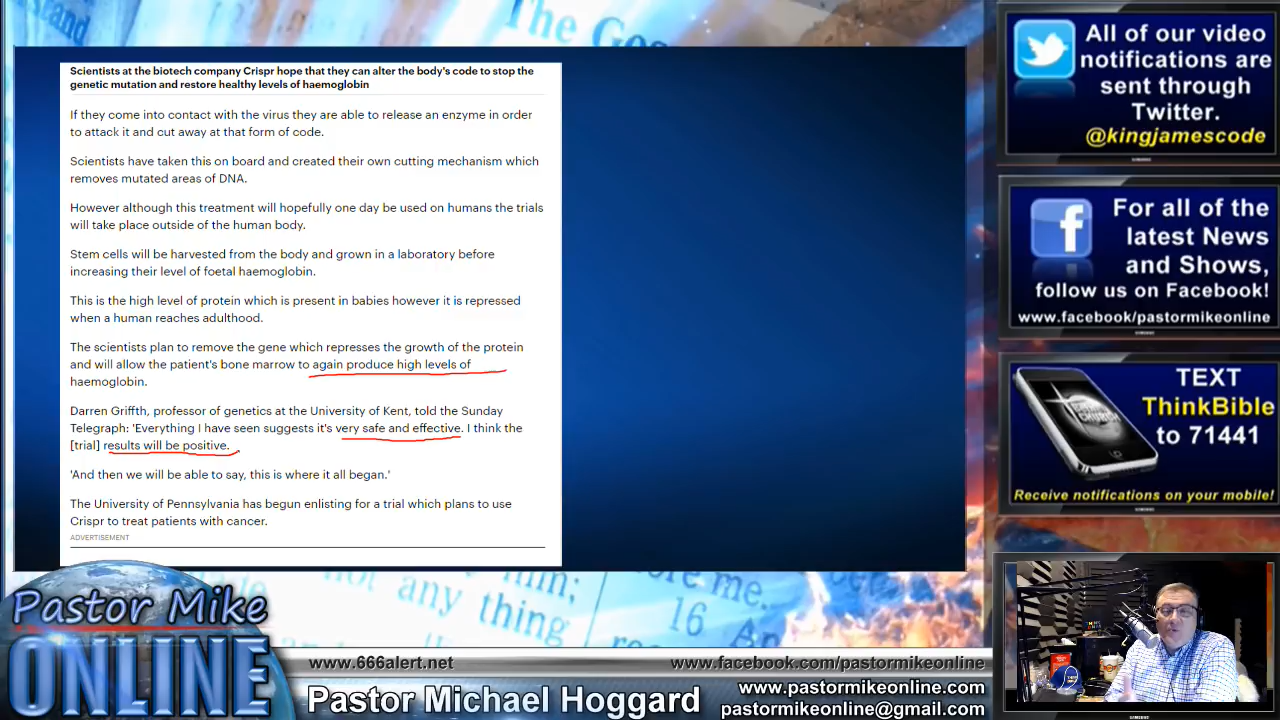 Scientists at the biotech company Crispr hope that they can alter the body's code to stop the
genetic mutation and restore healthy levels of haemoglobin
If they come into contact with the virus they are able to release an enzyme in order
to attack it and cut away at that form of code.
Scientists have taken this on board and created their own cutting mechanism which
removes mutated areas of DNA.
However although this treatment will hopefully one day be used on humans the trials
will take place outside of the human body.
Stem cells will be harvested from the body and grown in a laboratory before
increasing their level of foetal haemoglobin.
This is the high level of protein which is present in babies however it is repressed
when a human reaches adulthood.
The scientists plan to remove the gene which represses the growth of the protein
and will allow the patient's bone marrow to again produce high levels of
haemoglobin.
Darren Griffth, professor of genetics at the University of Kent, told the Sunday
Telegraph: 'Everything I have seen suggests it's very safe and effective. I think the
[trial] results will be positive.
'And then we will be able to say, this is where it all began.'
The University of Pennsylvania has begun enlisting for a trial which plans to use
Crispr to treat patients with cancer.
ADVERTISEMENT
All of our video
notifications are
sent through
Twitter.
@kingjamescode
SAMSUNG
For all of the
latest News
and Shows,
follow us on Facebook!
www.facebook/pastormikeonline
SAMSUNG
TEXT
ThinkBible
to 71441
Receive notifications on your mobile!
SAMSUNG
The Gos
and
not any thing
him;
re me.
16
Pastor Mike
ONLINE
www.666alert.net
www.facebook.com/pastormikeonline
Pastor Michael Hoggard
www.pastormikeonline.com
pastormikeonline@gmail.com